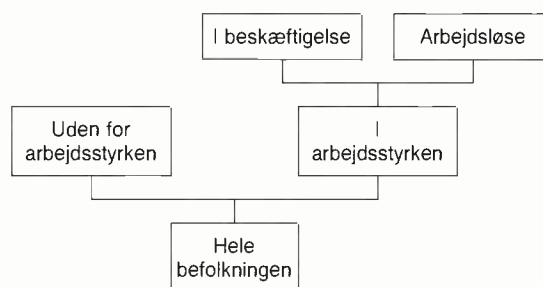 I beskæftigelse
Arbejdsløse
Uden for
arbejdsstyrken
I
arbejdsstyrken
Hele
befolkningen